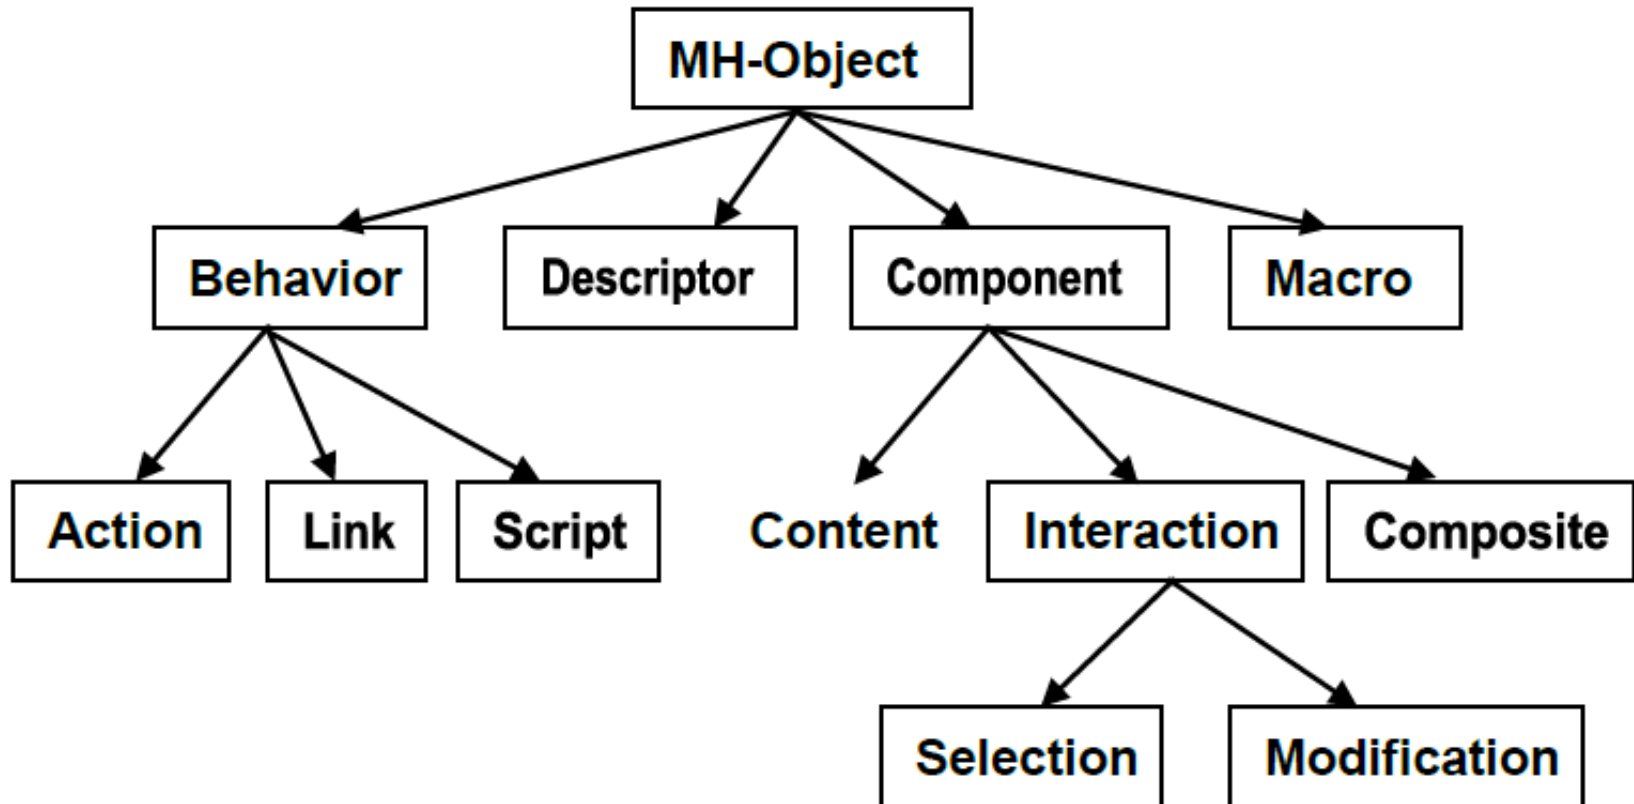 MH-Object
Behavior
Descriptor
Component
Macro
Action
Link
Script
Content
Interaction
Composite
Selection
Modification